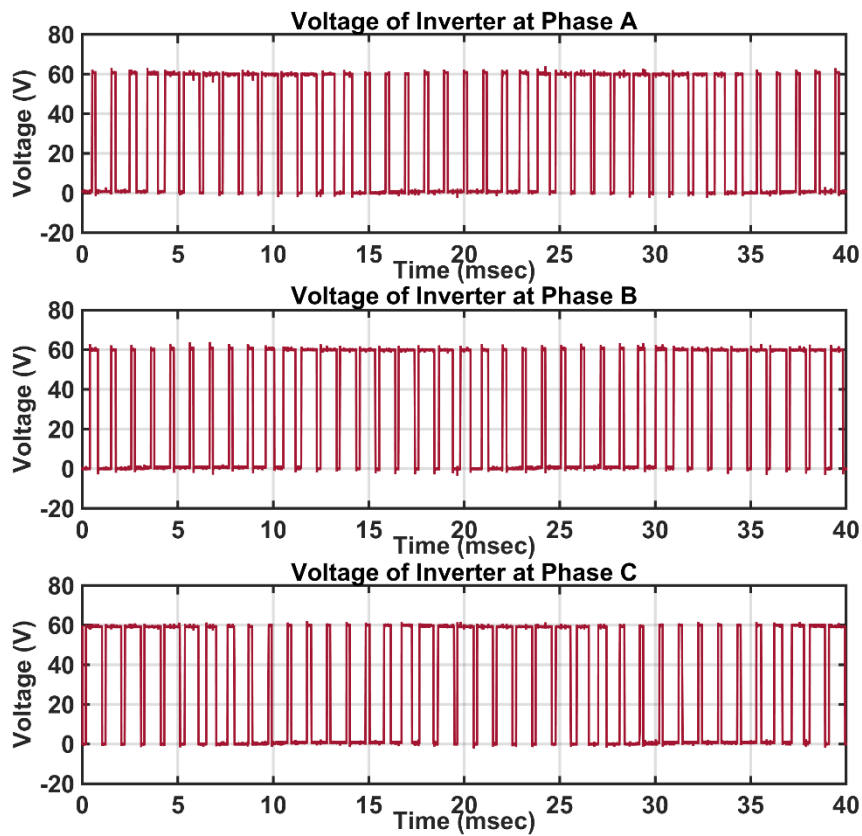 Voltage of Inverter at Phase A
80
60
40
20
0
-20
Voltage (V)
0 5 10 15 20 25 30 35 40
Time (msec)
Voltage of Inverter at Phase B
80
60
40
20
0
-20
Voltage (V)
0 5 10 15 20 25 30 35 40
Time (msec)
Voltage of Inverter at Phase C
80
60
40
20
0
-20
Voltage (V)
0 5 10 15 20 25 30 35 40
Time (msec)